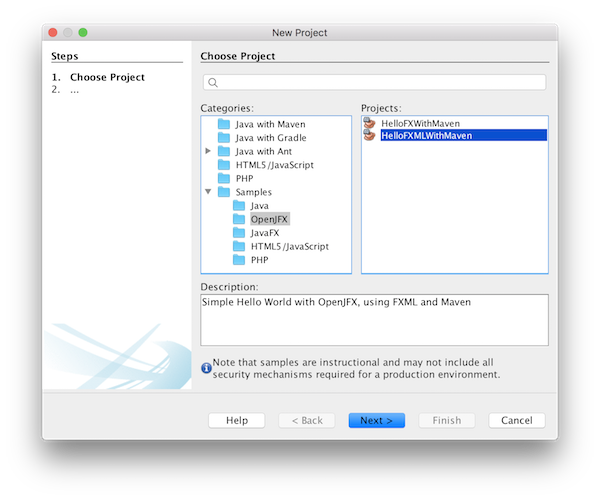 New Project
Steps
1. Choose Project
2. ...
Choose Project
Categories:
Java with Maven
Java with Gradle
Java with Ant
HTML5/JavaScript
PHP
Samples
Java
OpenJFX
JavaFX
HTML5/JavaScript
PHP
Projects:
HelloFXWithMaven
HelloFXMLWithMaven
Description:
Simple Hello World with OpenJFX, using FXML and Maven
Note that samples are instructional and may not include all
security mechanisms required for a production environment.
Help
< Back
Next >
Finish
Cancel